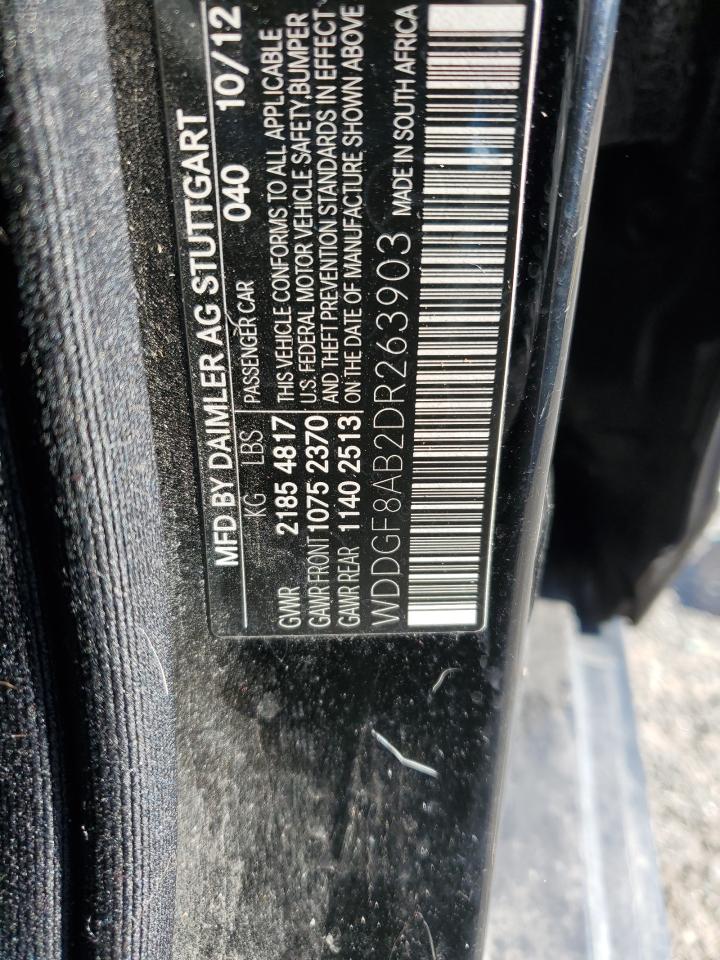 MFD BY DAIMLER AG STUTTGART
040 10/12
KG LBS PASSENGER CAR
GVWR 2185 4817 THIS VEHICLE CONFORMS TO ALL APPLICABLE
GAWR FRONT 1075 2370 U.S. FEDERAL MOTOR VEHICLE SAFETY, BUMPER
GAWR REAR 1140 2513 AND THEFT PREVENTION STANDARDS IN EFFECT
ON THE DATE OF MANUFACTURE SHOWN ABOVE
WDDGF8AB2DR263903 MADE IN SOUTH AFRICA